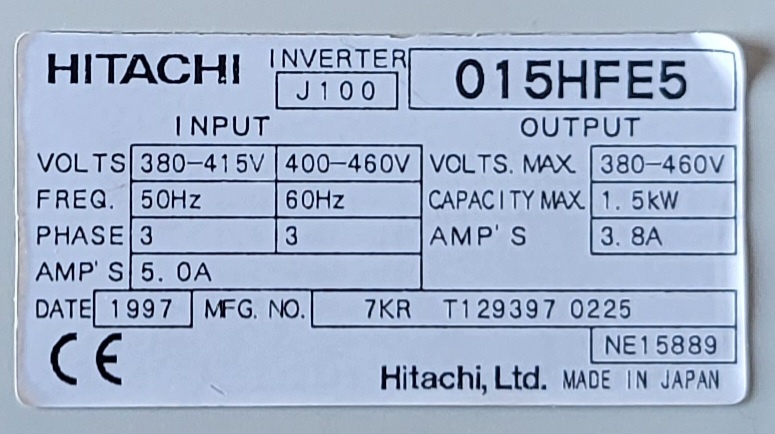 HITACHI INVERTER J100 015HFE5
INPUT OUTPUT
VOLTS 380-415V 400-460V VOLTS. MAX. 380-460V
FREQ. 50Hz 60Hz CAPACITY MAX. 1.5kW
PHASE 3 3 AMP'S 3.8A
AMP'S 5.0A
DATE 1997 MFG. NO. 7KR T129397 0225
NE15889
CE Hitachi, Ltd. MADE IN JAPAN